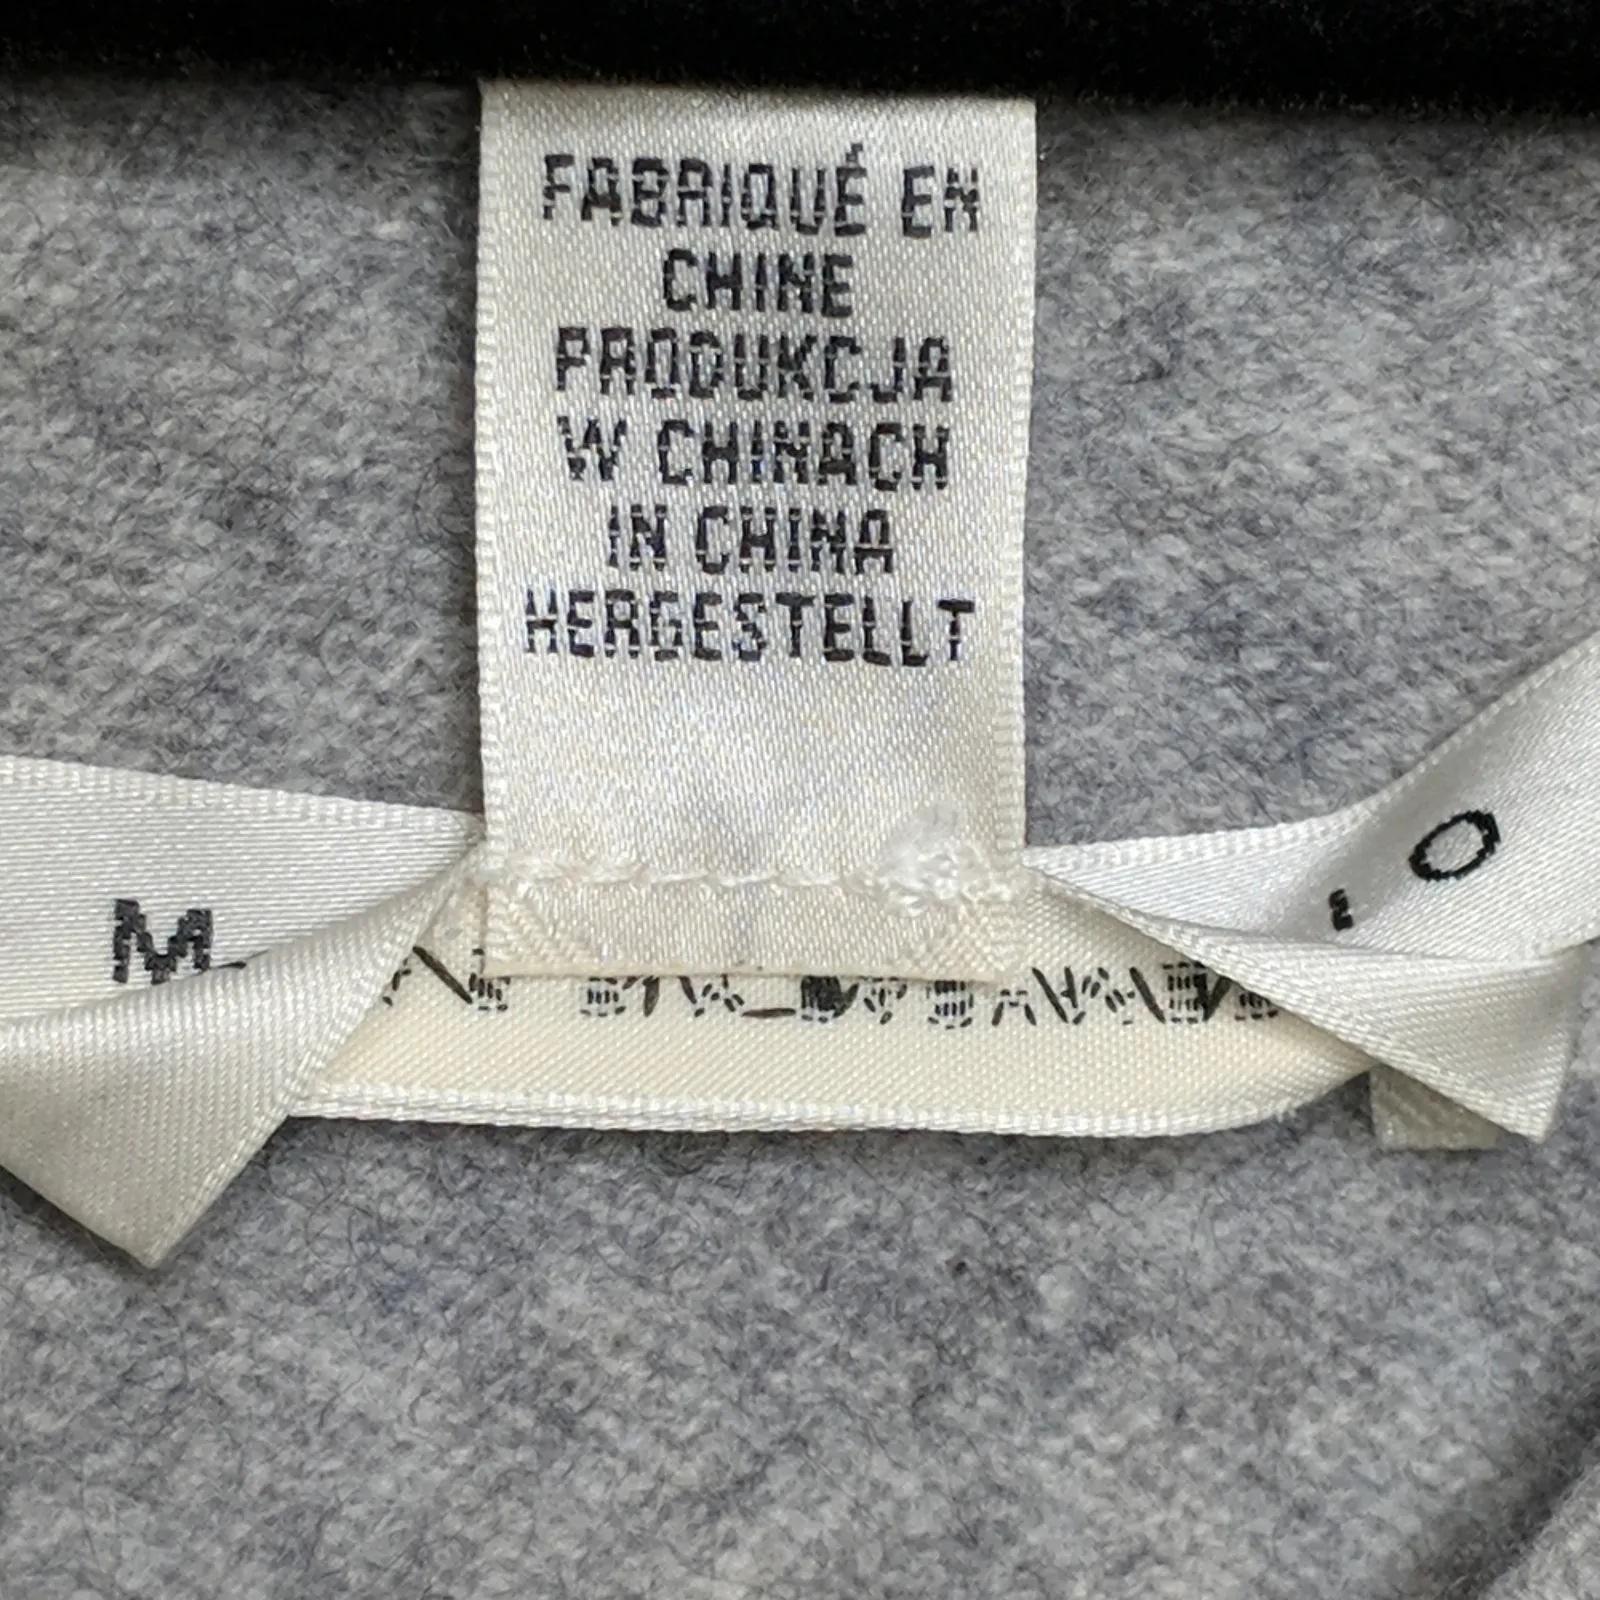 FABRIQUÉ EN
CHINE
PRODUKCJA
W CHINACH
IN CHINA
HERGESTELLT
M.
. O